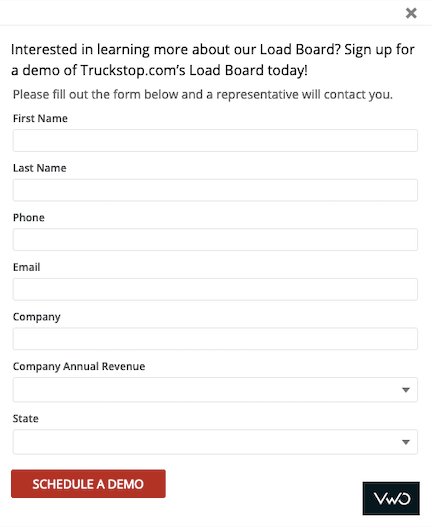 Interested in learning more about our Load Board? Sign up for
a demo of Truckstop.com’s Load Board today!
Please fill out the form below and a representative will contact you.
First Name
Last Name
Phone
Email
Company
Company Annual Revenue
State
SCHEDULE A DEMO
VWO